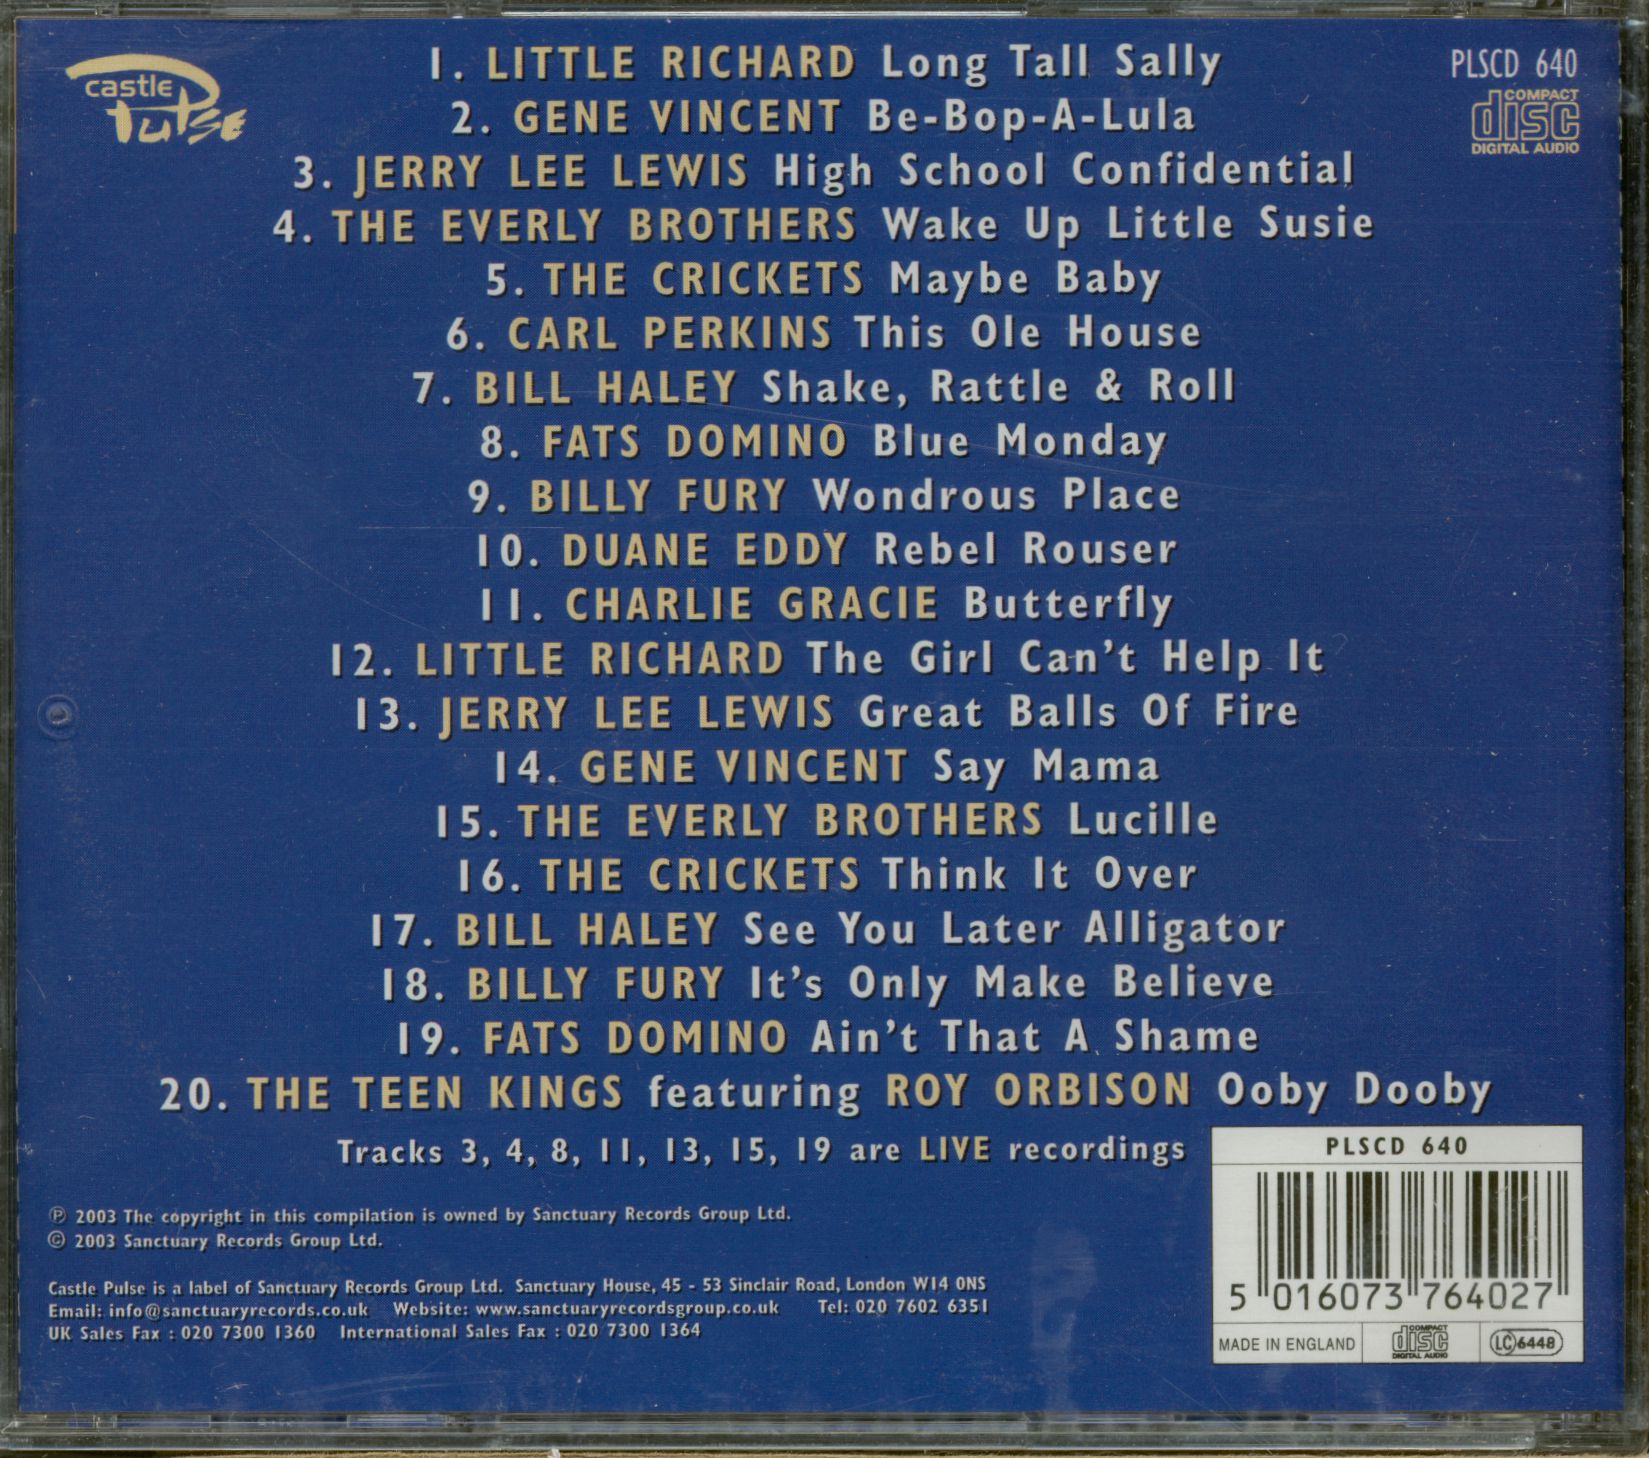 castle
Pulse
PLSCD 640
COMPACT
disc
DIGITAL AUDIO
1. LITTLE RICHARD Long Tall Sally
2. GENE VINCENT Be-Bop-A-Lula
3. JERRY LEE LEWIS High School Confidential
4. THE EVERLY BROTHERS Wake Up Little Susie
5. THE CRICKETS Maybe Baby
6. CARL PERKINS This Ole House
7. BILL HALEY Shake, Rattle & Roll
8. FATS DOMINO Blue Monday
9. BILLY FURY Wondrous Place
10. DUANE EDDY Rebel Rouser
11. CHARLIE GRACIE Butterfly
12. LITTLE RICHARD The Girl Can't Help It
13. JERRY LEE LEWIS Great Balls Of Fire
14. GENE VINCENT Say Mama
15. THE EVERLY BROTHERS Lucille
16. THE CRICKETS Think It Over
17. BILL HALEY See You Later Alligator
18. BILLY FURY It's Only Make Believe
19. FATS DOMINO Ain't That A Shame
20. THE TEEN KINGS featuring ROY ORBISON Ooby Dooby
Tracks 3, 4, 8, 11, 13, 15, 19 are LIVE recordings
℗ 2003 The copyright in this compilation is owned by Sanctuary Records Group Ltd.
© 2003 Sanctuary Records Group Ltd.
Castle Pulse is a label of Sanctuary Records Group Ltd. Sanctuary House, 45 - 53 Sinclair Road, London W14 0NS
Email: info@sanctuaryrecords.co.uk Website: www.sanctuaryrecordsgroup.co.uk Tel: 020 7602 6351
UK Sales Fax : 020 7300 1360 International Sales Fax : 020 7300 1364
PLSCD 640
5 016073 764027
MADE IN ENGLAND
COMPACT
disc
DIGITAL AUDIO
LC 6448